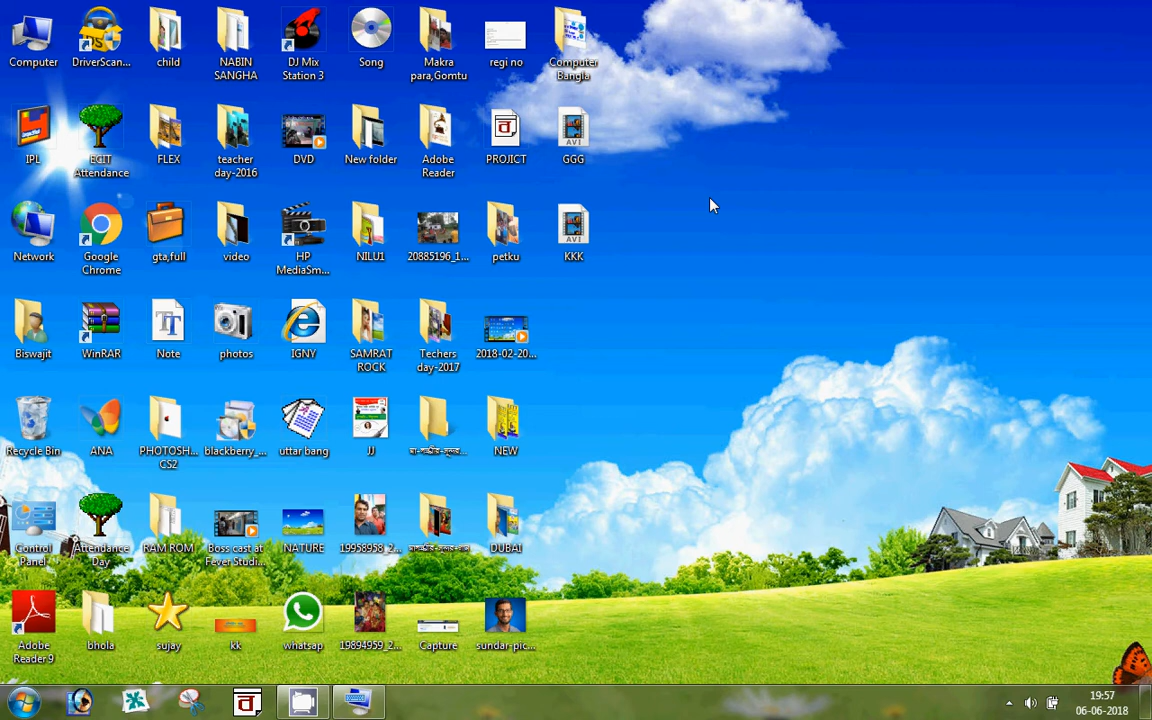 Computer
DriverScan...
child
NABIN
SANGHA
DJ Mix
Station 3
Song
Makra
para,Gomtu
regi no
Computer
Bangla
IPL
ECIT
Attendance
FLEX
teacher
day-2016
DVD
New folder
Adobe
Reader
PROJICT
AVI
GGG
Network
Google
Chrome
gta,full
video
HP
MediaSm...
NILU1
20885196_1...
petku
AVI
KKK
Biswajit
WinRAR
Note
photos
IGNY
SAMRAT
ROCK
Techers
day-2017
2018-02-20...
Recycle Bin
ANA
PHOTOSH...
CS2
blackberry_...
uttar bang
JJ
NEW
Control
Panel
Attendance
Day
RAM ROM
Boss cast at
Fever Studi...
NATURE
19958958_2...
DUBAI
Adobe
Reader 9
bhola
sujay
kk
whatsap
19894959_2...
Capture
sundar-pic...
19:57
06-06-2018